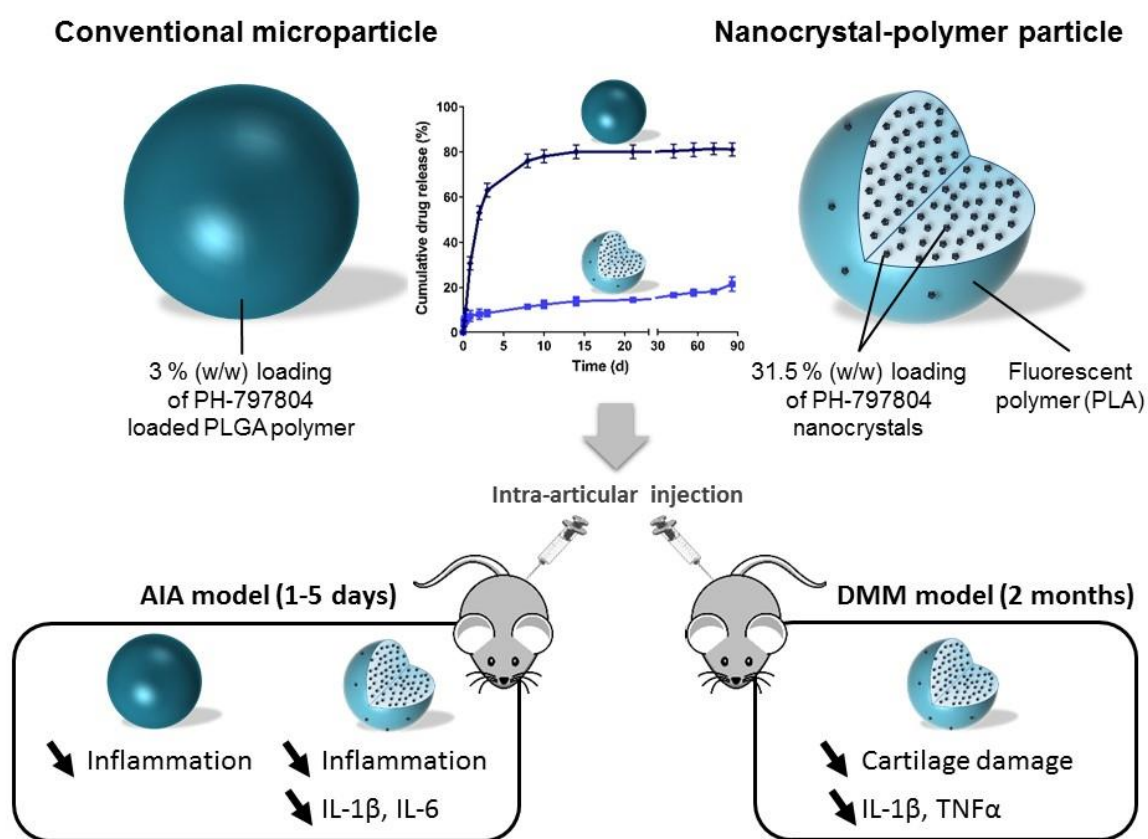 Conventional microparticle
Nanocrystal-polymer particle
Cumulative drug release (%)
100
80
60
40
20
0
0
5
10
15
20
30
90
Time (d)
3 % (w/w) loading
of PH-797804
loaded PLGA polymer
31.5 % (w/w) loading
of PH-797804
nanocrystals
Fluorescent
polymer (PLA)
Intra-articular injection
AIA model (1-5 days)
DMM model (2 months)
Inflammation
Inflammation
IL-1β, IL-6
Cartilage damage
IL-1β, TNFα